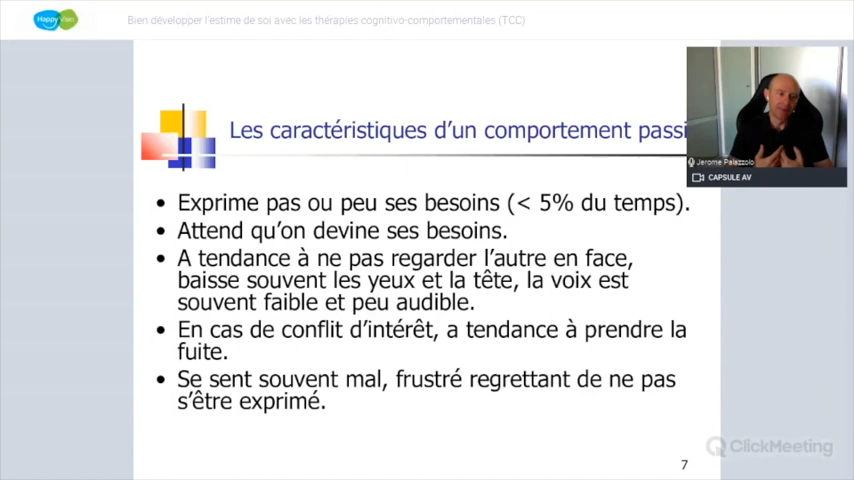 Happy Visio
Bien développer l'estime de soi avec les thérapies cognitivo-comportementales (TCC)
Les caractéristiques d'un comportement passi
Jerome Palazzolo
CAPSULE AV
• Exprime pas ou peu ses besoins (< 5% du temps).
• Attend qu'on devine ses besoins.
• A tendance à ne pas regarder l'autre en face,
baisse souvent les yeux et la tête, la voix est
souvent faible et peu audible.
• En cas de conflit d'intérêt, a tendance à prendre la
fuite.
• Se sent souvent mal, frustré regrettant de ne pas
s'être exprimé.
ClickMeeting
7